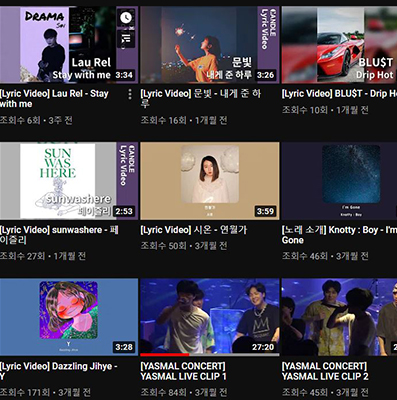 DRAMA
Lau Rel
Stay with me
3:34
[Lyric Video] Lau Rel - Stay
with me
조회수 6회 • 3주 전
문빛
내게 준 하루
3:26
CANDLE
Lyric Video
[Lyric Video] 문빛 - 내게 준 하
루
조회수 16회 • 1개월 전
BLU$T
Drip Hot
[Lyric Video] BLU$T - Drip H
조회수 10회 • 1개월 전
SUN
WAS
HERE
sunwashere
페이즐리
2:53
CANDLE
Lyric Video
[Lyric Video] sunwashere - 페
이즐리
조회수 27회 • 1개월 전
연월가
3:59
[Lyric Video] 시온 - 연월가
조회수 50회 • 3개월 전
I'm Gone
Knotty : Boy
[노래 소개] Knotty : Boy - I'm
Gone
조회수 46회 • 3개월 전
Y
3:28
[Lyric Video] Dazzling Jihye -
Y
조회수 171회 • 3개월 전
27:20
[YASMAL CONCERT]
YASMAL LIVE CLIP 1
조회수 84회 • 3개월 전
[YASMAL CONCERT]
YASMAL LIVE CLIP 2
조회수 45회 • 3개월 전